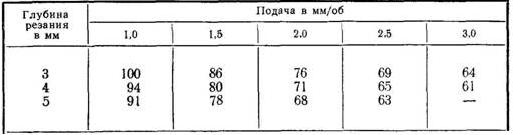 Глубина резания в мм
Подача в мм/об
1,0 1,5 2.0 2.5 3.0
3 100 86 76 69 64
4 94 80 71 65 61
5 91 78 68 63 —